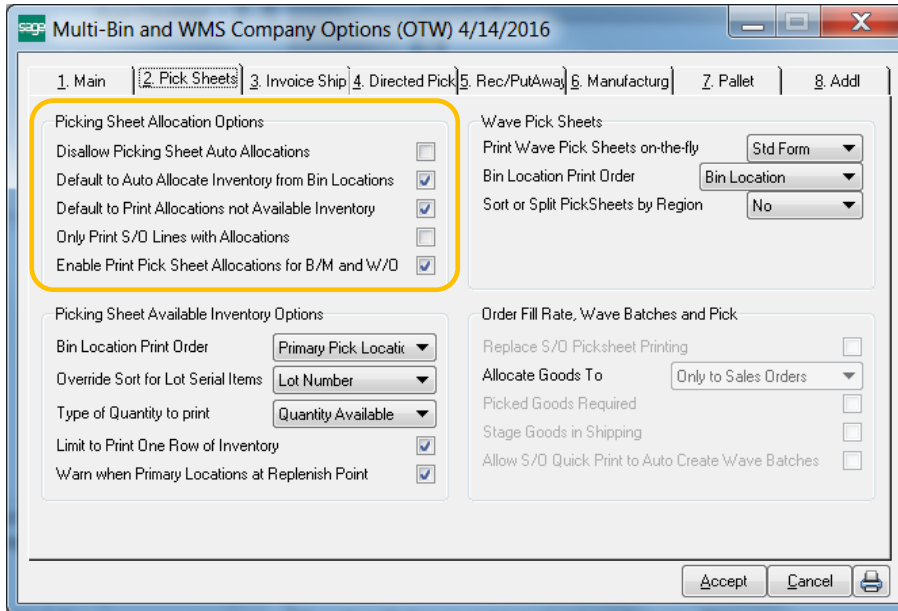 sage Multi-Bin and WMS Company Options (OTW) 4/14/2016
1. Main 2. Pick Sheets 3. Invoice Ship 4. Directed Pick 5. Rec/PutAway 6. Manufacturg 7. Pallet 8. Addl
Picking Sheet Allocation Options
Disallow Picking Sheet Auto Allocations
Default to Auto Allocate Inventory from Bin Locations
Default to Print Allocations not Available Inventory
Only Print S/O Lines with Allocations
Enable Print Pick Sheet Allocations for B/M and W/O
Wave Pick Sheets
Print Wave Pick Sheets on-the-fly Std Form
Bin Location Print Order Bin Location
Sort or Split PickSheets by Region No
Picking Sheet Available Inventory Options
Bin Location Print Order Primary Pick Locatic
Override Sort for Lot Serial Items Lot Number
Type of Quantity to print Quantity Available
Limit to Print One Row of Inventory
Warn when Primary Locations at Replenish Point
Order Fill Rate, Wave Batches and Pick
Replace S/O Picksheet Printing
Allocate Goods To Only to Sales Orders
Picked Goods Required
Stage Goods in Shipping
Allow S/O Quick Print to Auto Create Wave Batches
Accept Cancel